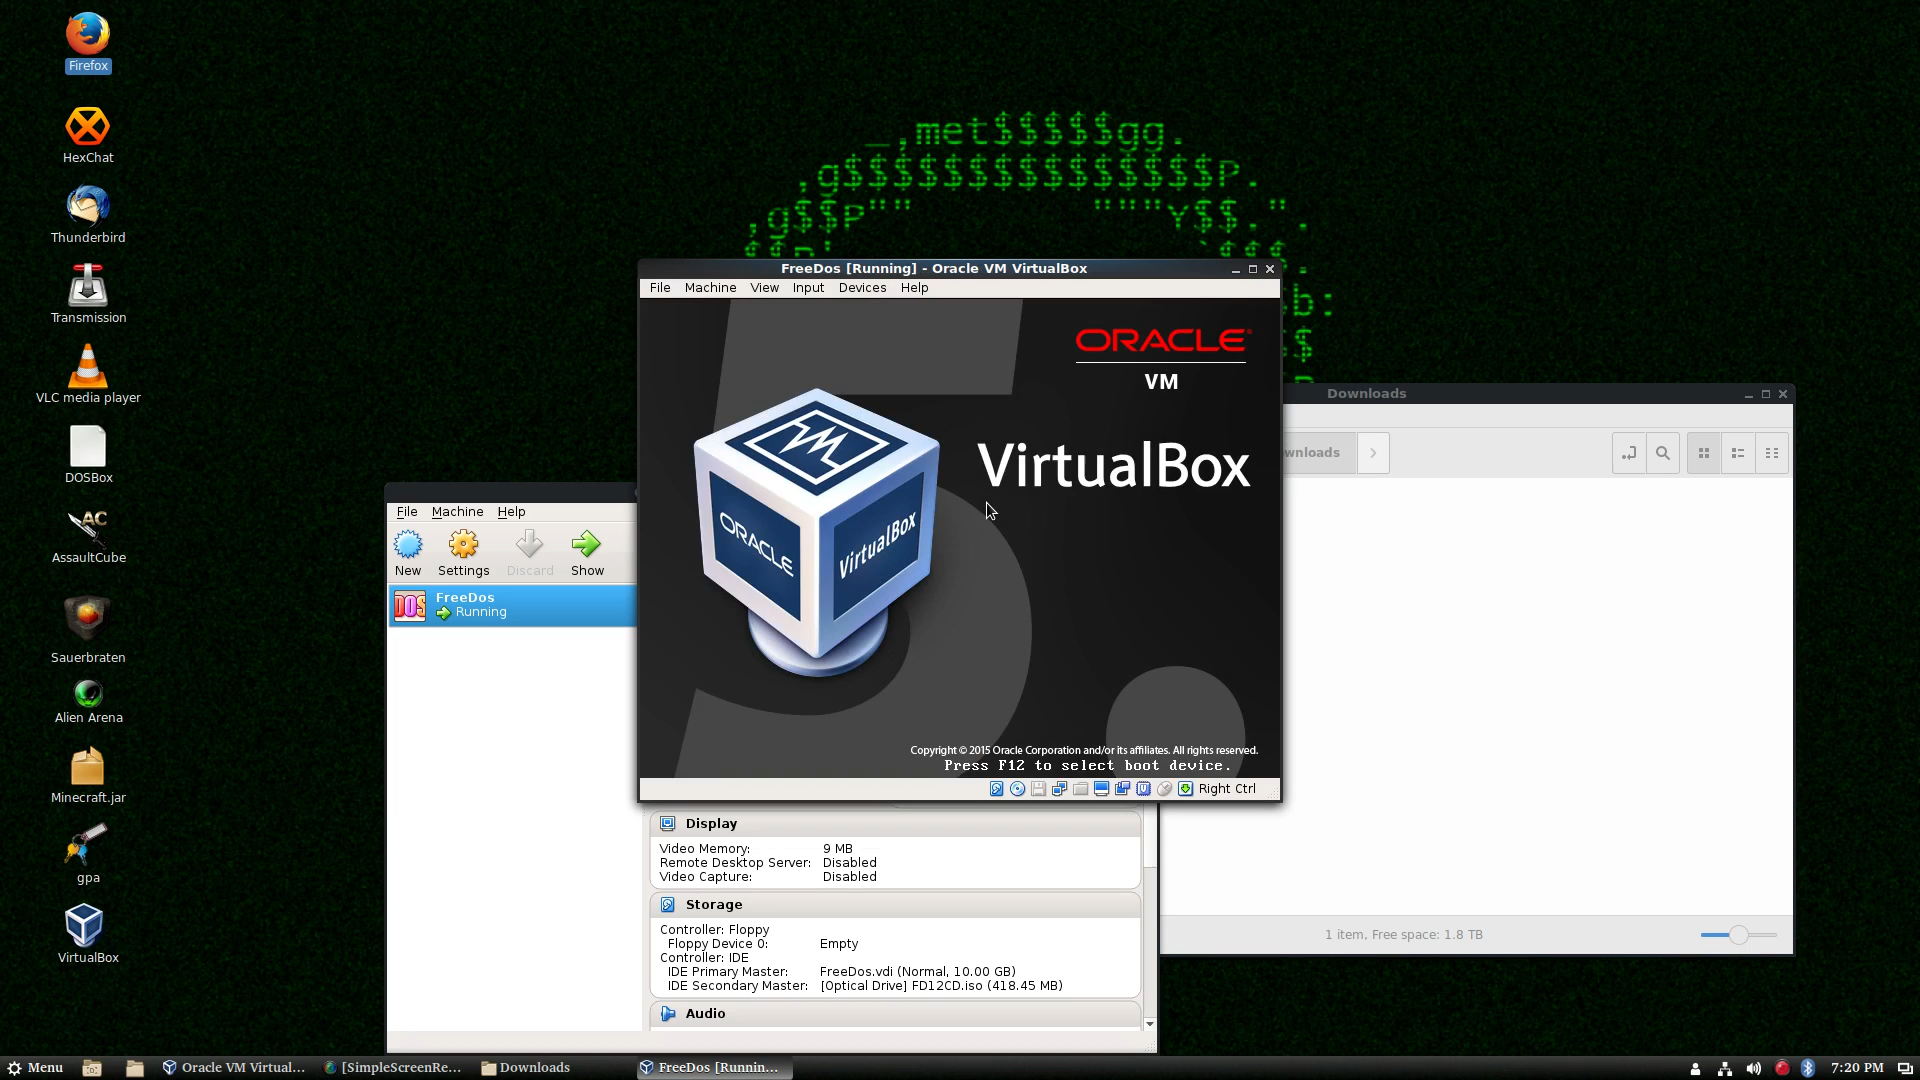 Firefox
HexChat
Thunderbird
Transmission
VLC media player
DOSBox
AC
AssaultCube
Sauerbraten
Alien Arena
Minecraft.jar
gpa
VirtualBox
_,met$$$$$gg.
,g$$$$$$$$$$$$$$$P.
,g$$P"" """Y$$.".
b:
$
FreeDos [Running] - Oracle VM VirtualBox
File Machine View Input Devices Help
ORACLE
VM
VirtualBox
ORACLE
VirtualBox
Copyright © 2015 Oracle Corporation and/or its affiliates. All rights reserved.
Press F12 to select boot device.
Right Ctrl
Downloads
wnloads
1 item, Free space: 1.8 TB
File Machine Help
New Settings Discard Show
DOS
FreeDos
Running
Display
Video Memory: 9 MB
Remote Desktop Server: Disabled
Video Capture: Disabled
Storage
Controller: Floppy
Floppy Device 0: Empty
Controller: IDE
IDE Primary Master: FreeDos.vdi (Normal, 10.00 GB)
IDE Secondary Master: [Optical Drive] FD12CD.iso (418.45 MB)
Audio
Menu Oracle VM Virtual... [SimpleScreenRe... Downloads FreeDos [Runnin... 7:20 PM